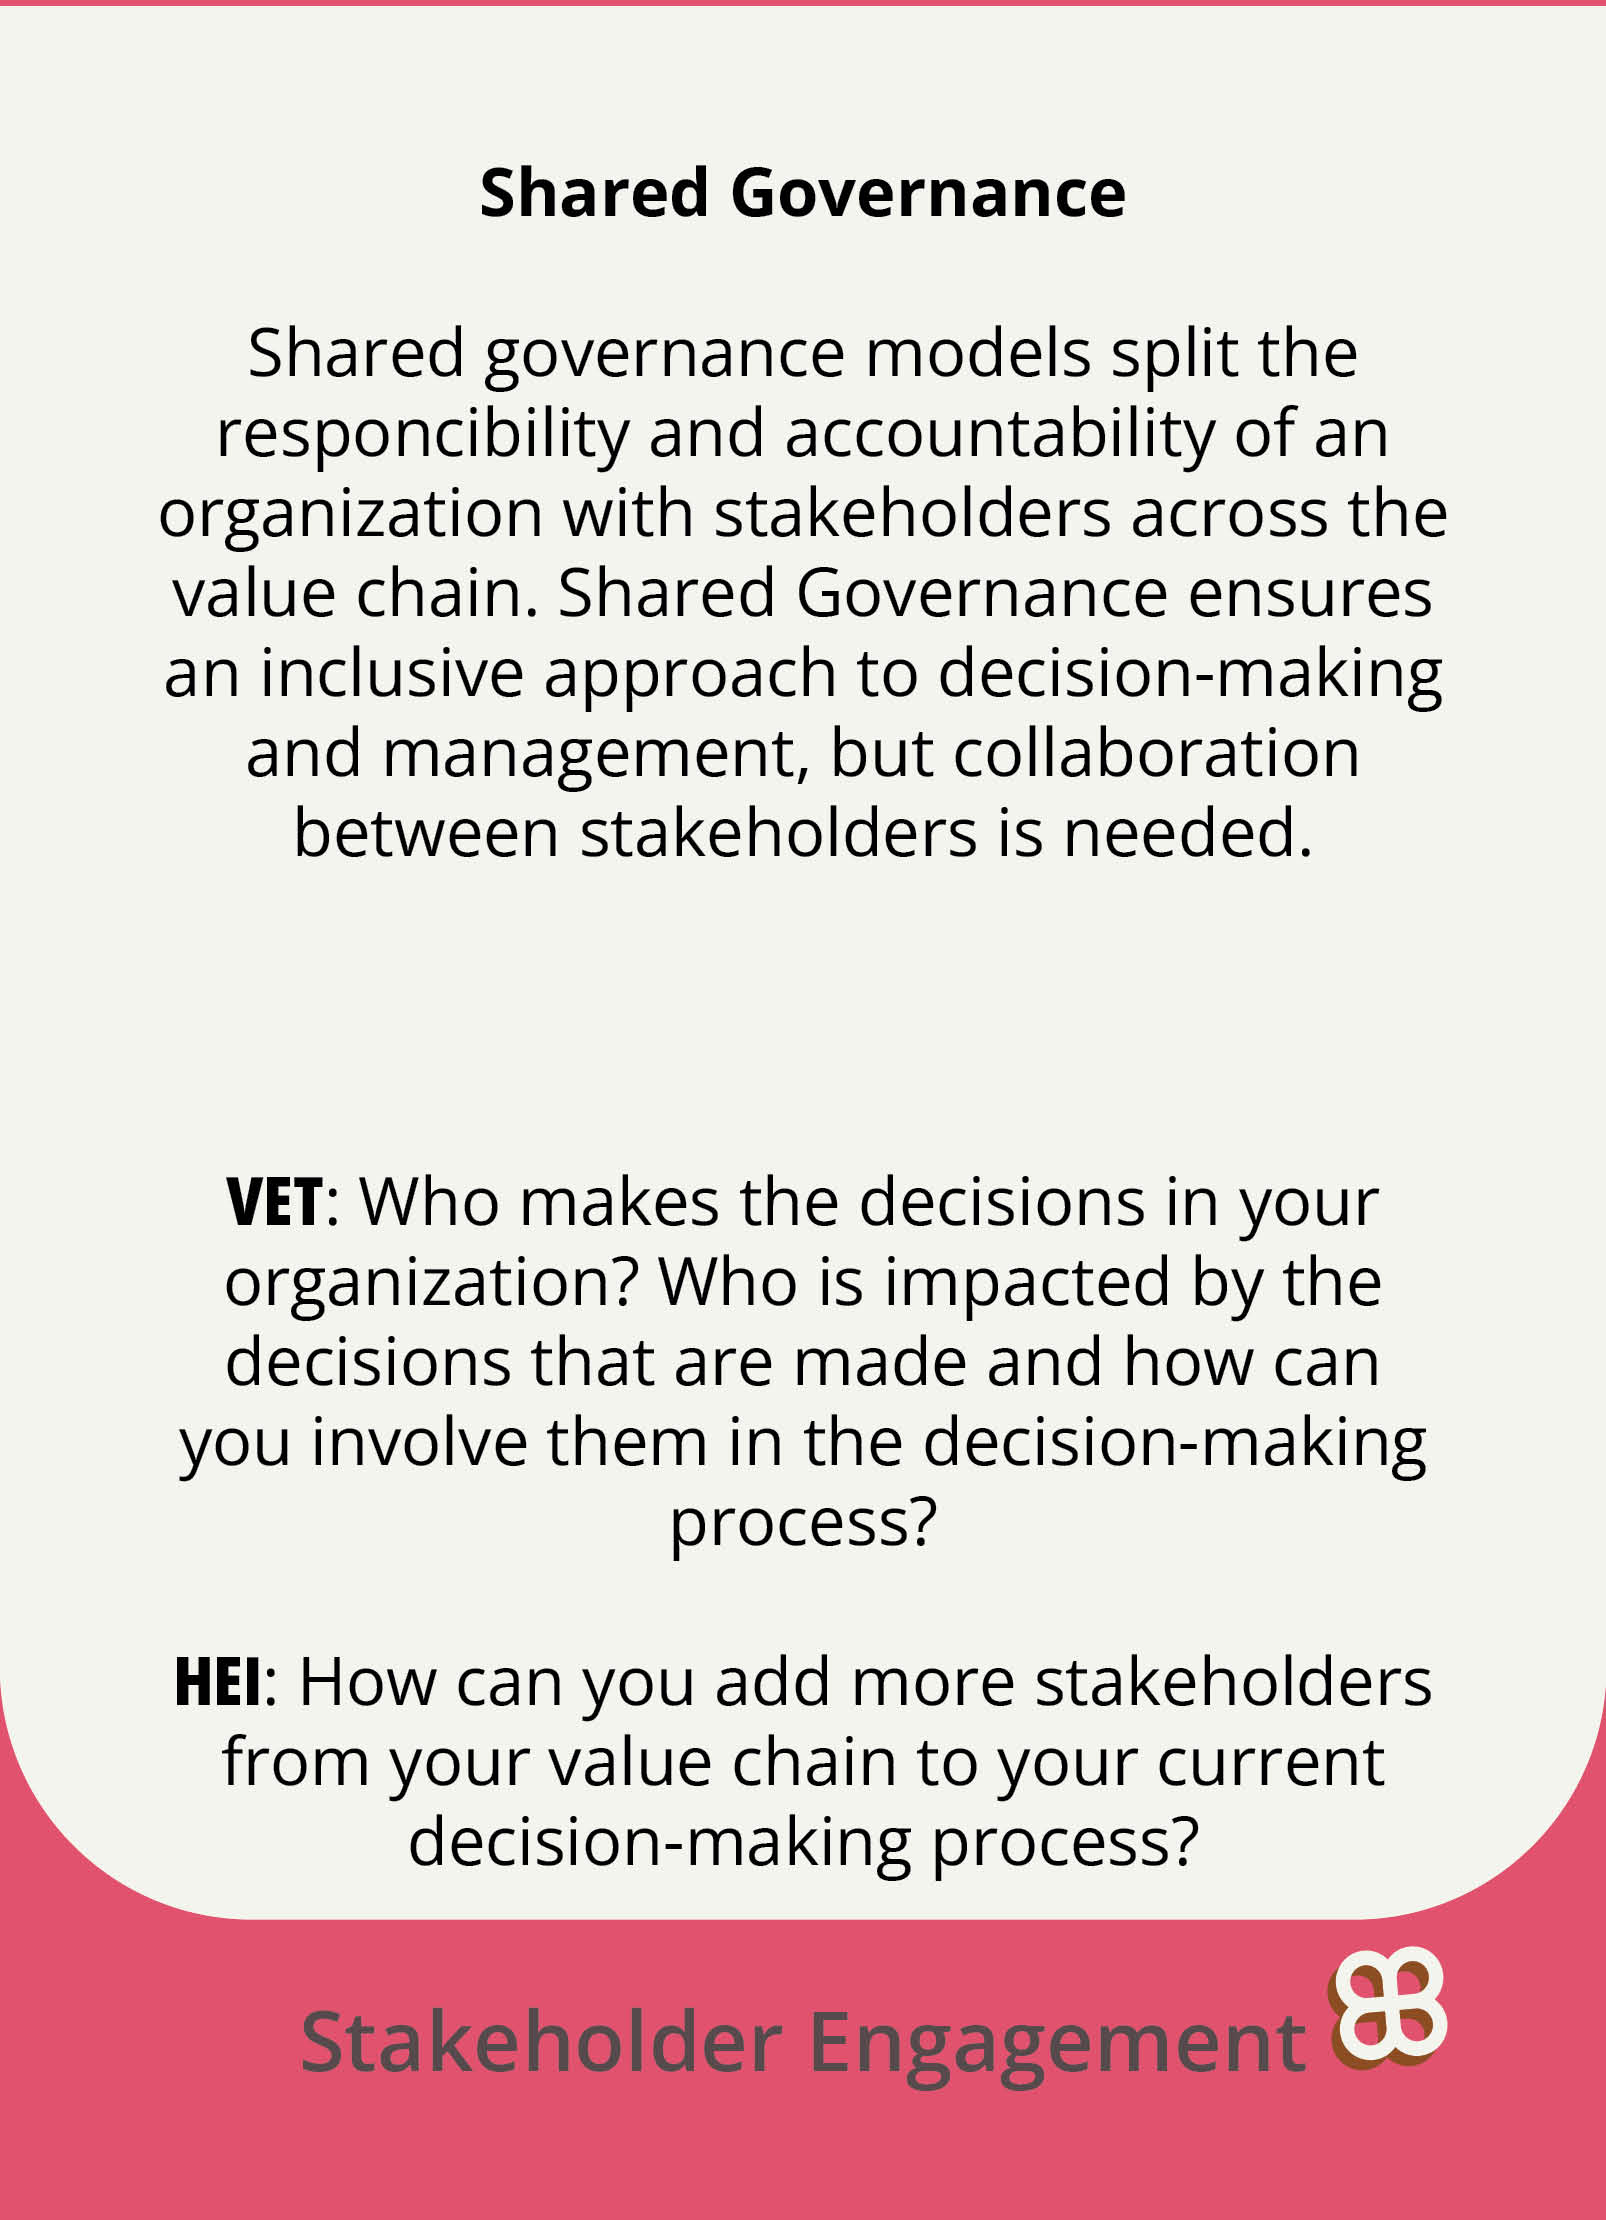 Shared Governance
Shared governance models split the
responcibility and accountability of an
organization with stakeholders across the
value chain. Shared Governance ensures
an inclusive approach to decision-making
and management, but collaboration
between stakeholders is needed.
VET: Who makes the decisions in your
organization? Who is impacted by the
decisions that are made and how can
you involve them in the decision-making
process?
HEI: How can you add more stakeholders
from your value chain to your current
decision-making process?
Stakeholder Engagement